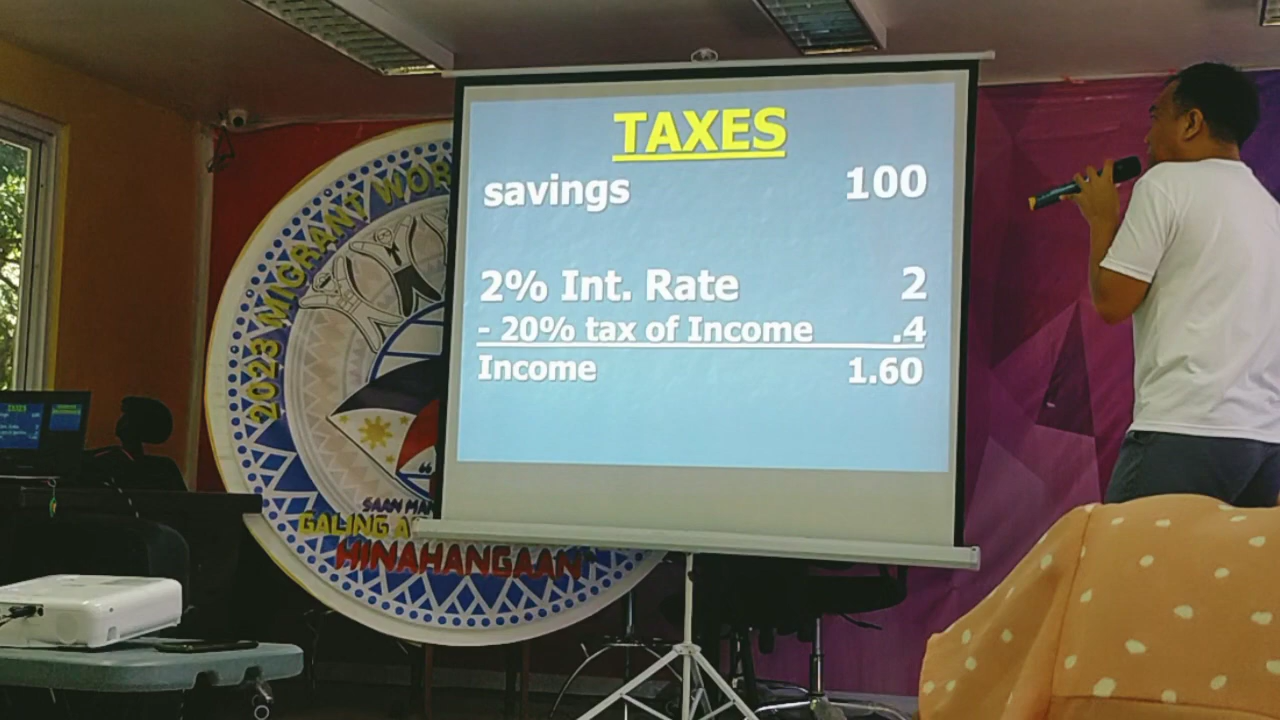 TAXES
savings 100
2% Int. Rate 2
- 20% tax of Income .4
Income 1.60
2023 MIGRANT
SAAN
GALING
HINAHANGAAN"